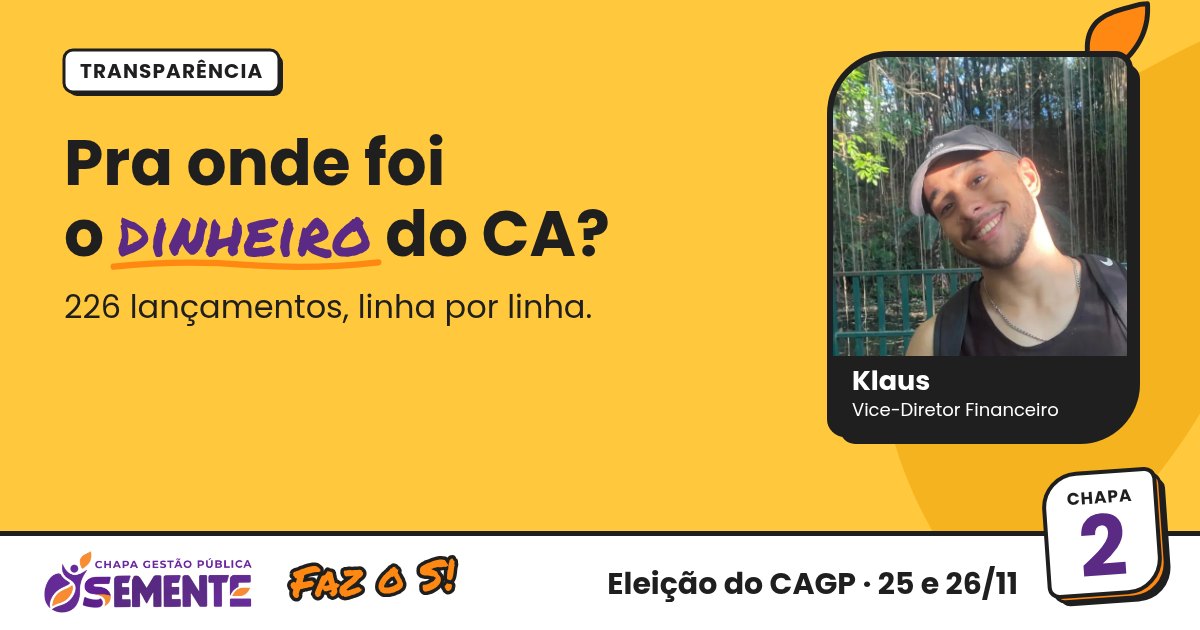 TRANSPARÊNCIA
Pra onde foi
o DINHEIRO do CA?
226 lançamentos, linha por linha.
Klaus
Vice-Diretor Financeiro
CHAPA
2
CHAPA GESTÃO PÚBLICA
SEMENTE
FAZ O S!
Eleição do CAGP · 25 e 26/11